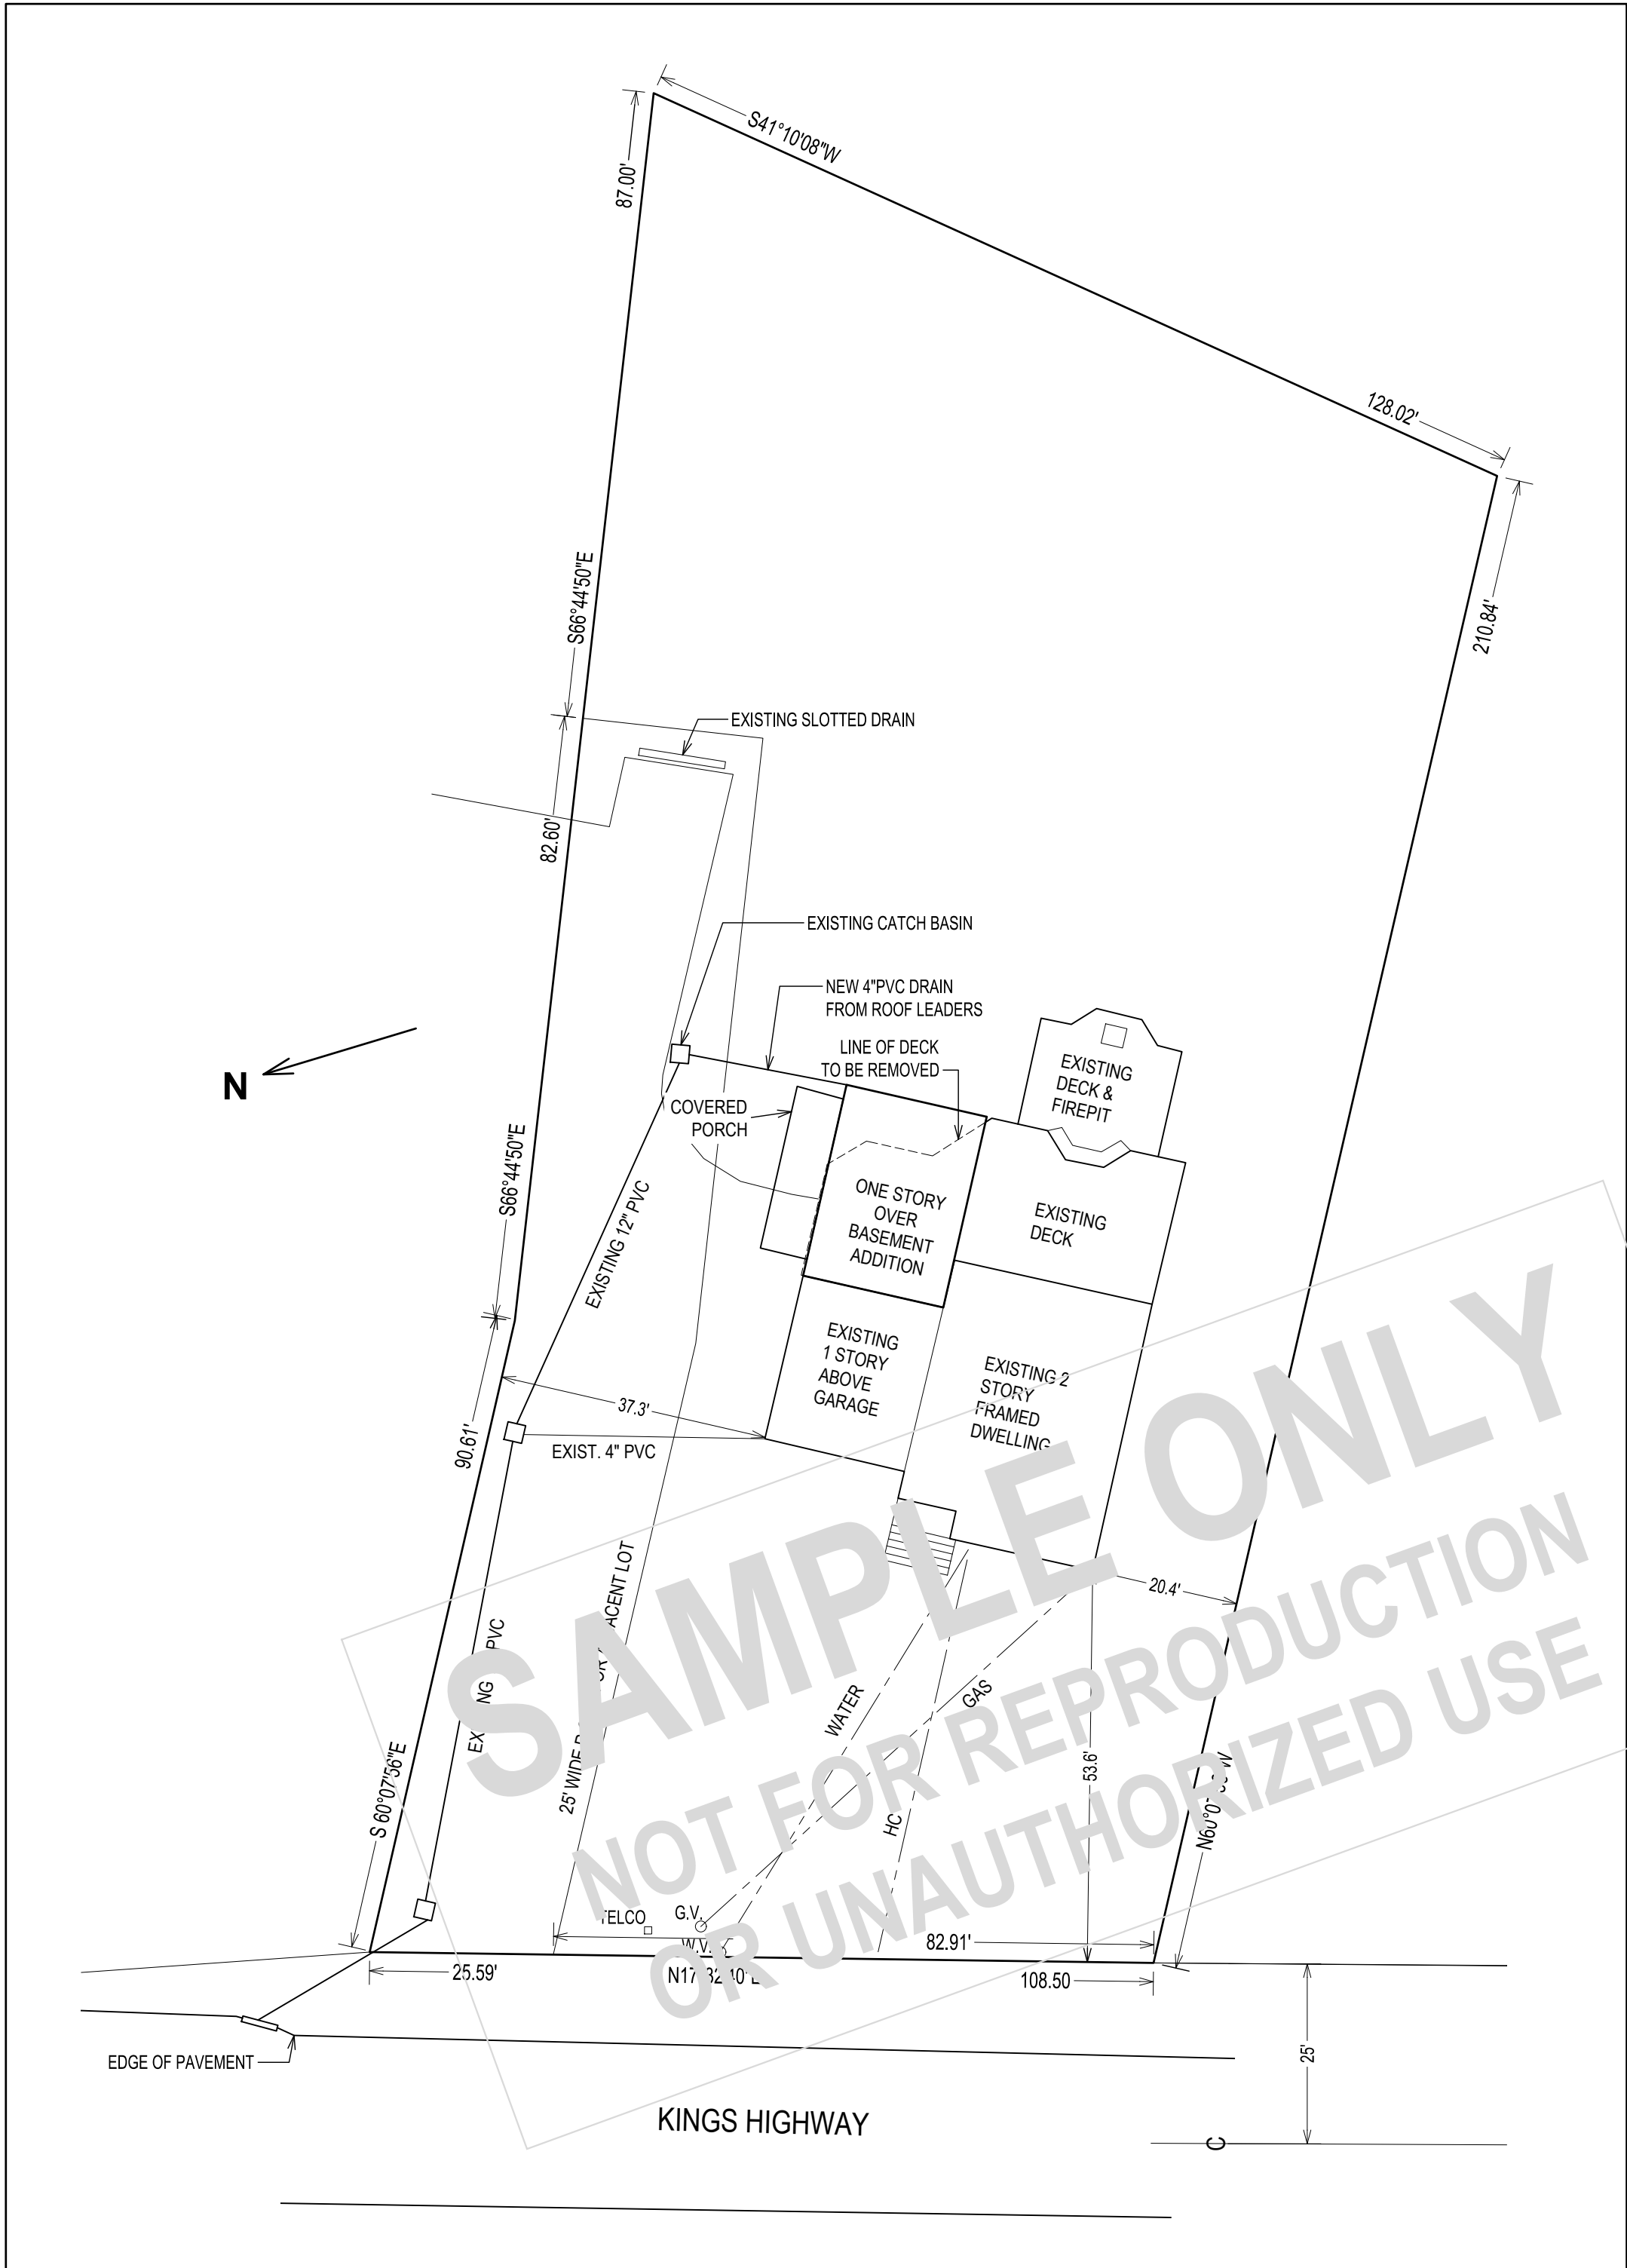 S41°10'08"W
87.00'
128.02'
210.84'
S66°44'50"E
EXISTING SLOTTED DRAIN
82.60'
EXISTING CATCH BASIN
NEW 4"PVC DRAIN
FROM ROOF LEADERS
LINE OF DECK
TO BE REMOVED
EXISTING
DECK &
FIREPIT
N
COVERED
PORCH
S66°44'50"E
EXISTING 12" PVC
ONE STORY
OVER
BASEMENT
ADDITION
EXISTING
DECK
EXISTING
1 STORY
ABOVE
GARAGE
EXISTING 2
STORY
FRAMED
DWELLING
37.3'
90.61'
EXIST. 4" PVC
SAMPLE ONLY
NOT FOR REPRODUCTION
OR UNAUTHORIZED USE
20.4'
PVC
25' WIDE
LOT
WATER
GAS
HC
53.6'
S 60°07'56"E
TELCO
G.V.
W.V.
82.91'
25.59'
108.50
25'
EDGE OF PAVEMENT
KINGS HIGHWAY
C